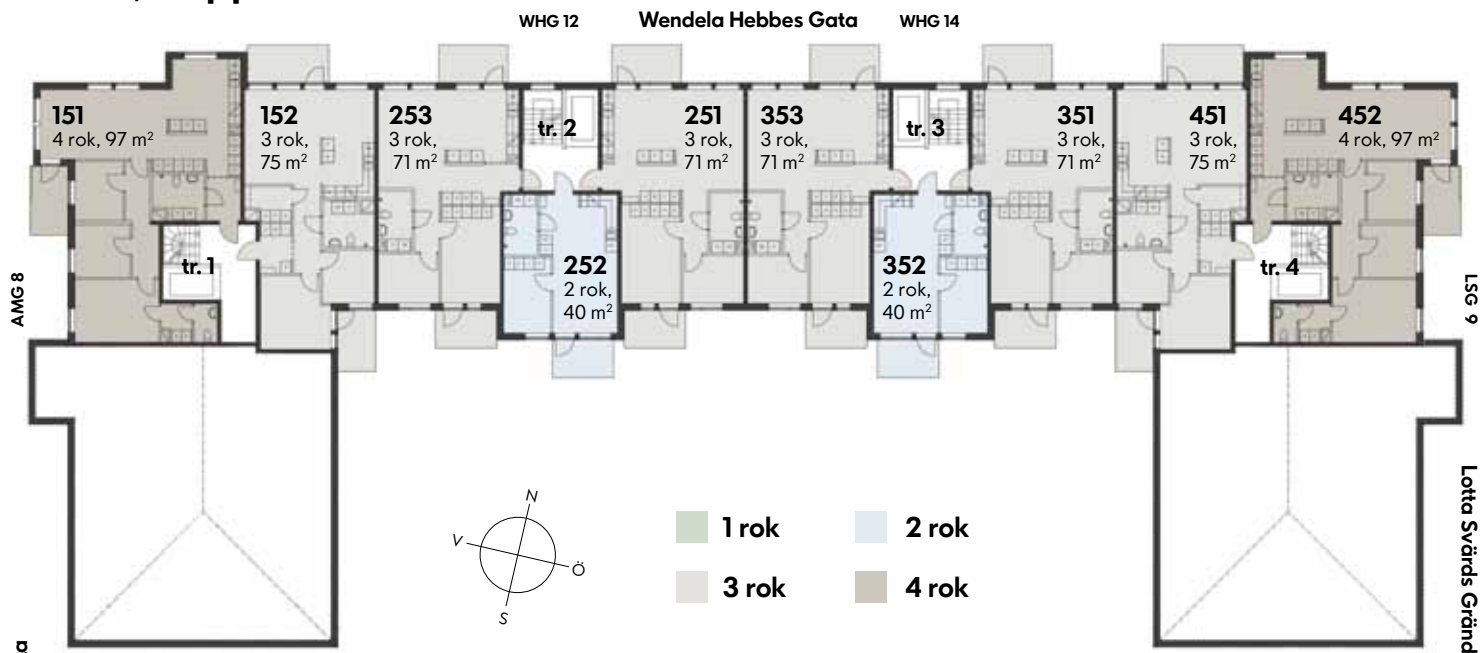 WHG 12
Wendela Hebbes Gata
WHG 14
151
4 rok, 97 m²
152
3 rok,
75 m²
253
3 rok,
71 m²
tr. 2
251
3 rok,
71 m²
353
3 rok,
71 m²
tr. 3
351
3 rok,
71 m²
451
3 rok,
75 m²
452
4 rok, 97 m²
tr. 1
252
2 rok,
40 m²
352
2 rok,
40 m²
tr. 4
AMG 8
LSG 9
Lotta Svärds Gränd
N
V
Ö
S
1 rok
2 rok
3 rok
4 rok